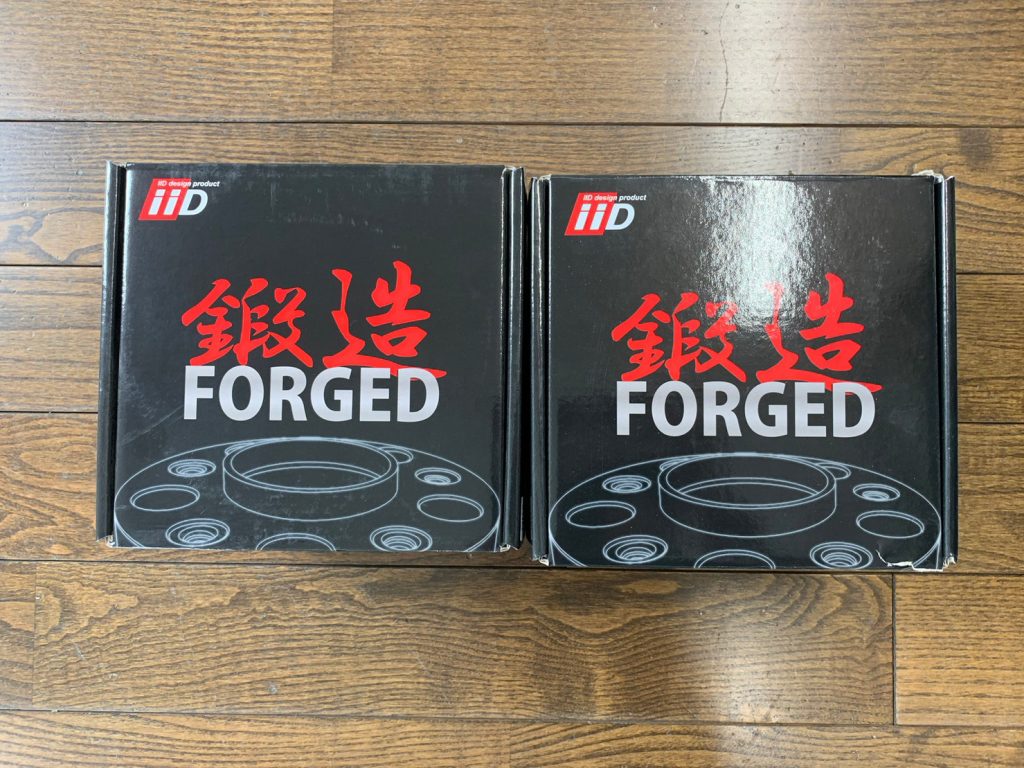 iiD design product
iiD
鍛造
FORGED
iiD design product
iiD
鍛造
FORGED